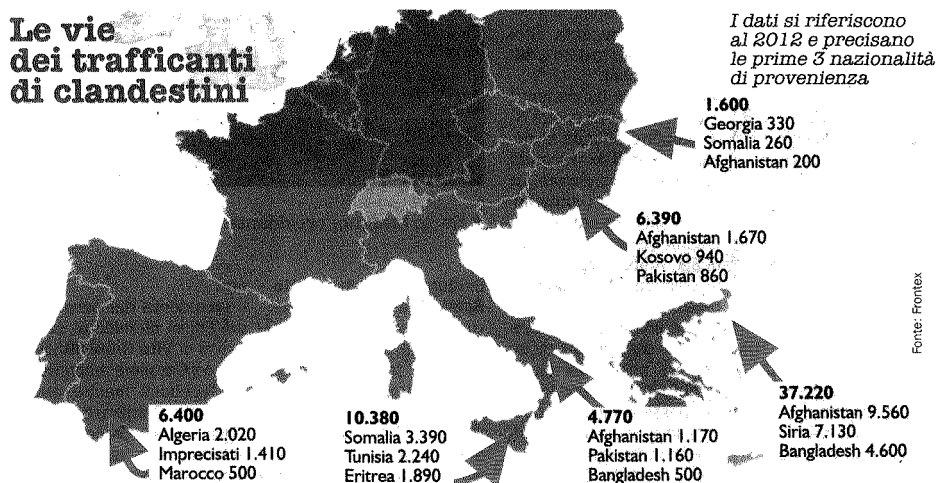 Le vie
dei trafficanti
di clandestini
I dati si riferiscono
al 2012 e precisano
le prime 3 nazionalità
di provenienza
1.600
Georgia 330
Somalia 260
Afghanistan 200
6.390
Afghanistan 1.670
Kosovo 940
Pakistan 860
37.220
Afghanistan 9.560
Siria 7.130
Bangladesh 4.600
4.770
Afghanistan 1.170
Pakistan 1.160
Bangladesh 500
10.380
Somalia 3.390
Tunisia 2.240
Eritrea 1.890
6.400
Algeria 2.020
Imprecisati 1.410
Marocco 500
Fonte: Frontex